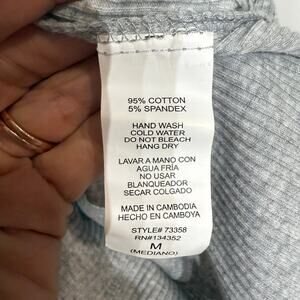 95% COTTON
5% SPANDEX
HAND WASH
COLD WATER
DO NOT BLEACH
HANG DRY
LAVAR A MANO CON
AGUA FRÍA
NO USAR
BLANQUEADOR
SECAR COLGADO
MADE IN CAMBODIA
HECHO EN CAMBOYA
STYLE# 73358
RN#134352
M
(MEDIANO)